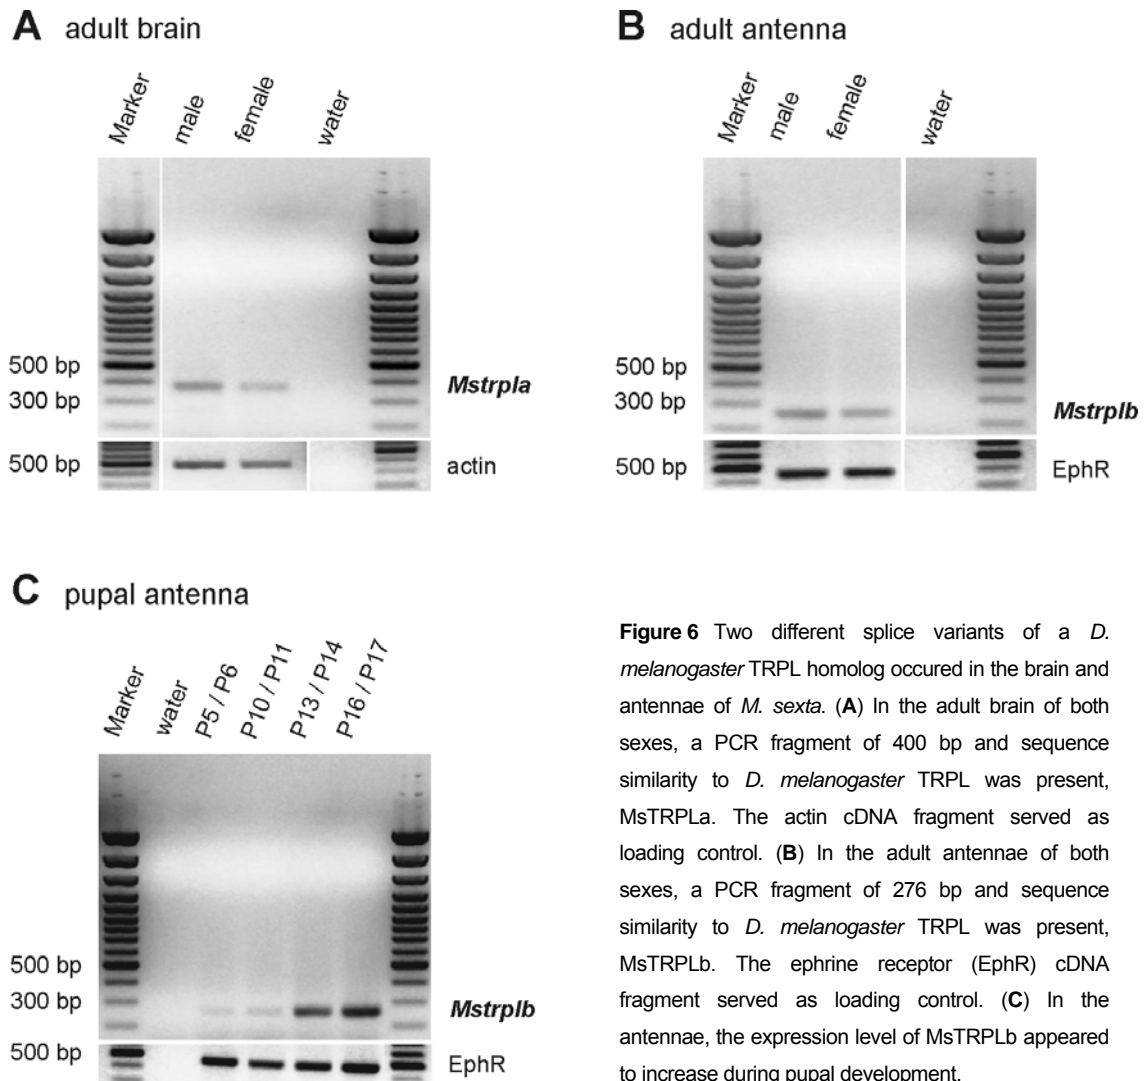 A adult brain
Marker male female water
500 bp
300 bp
Mstrpla
500 bp
actin
B adult antenna
Marker male female water
500 bp
300 bp
Mstrplb
500 bp
EphR
C pupal antenna
Marker water P5 / P6 P10 / P11 P13 / P14 P16 / P17
500 bp
300 bp
Mstrplb
500 bp
EphR
Figure 6 Two different splice variants of a D.
melanogaster TRPL homolog occured in the brain and
antennae of M. sexta. (A) In the adult brain of both
sexes, a PCR fragment of 400 bp and sequence
similarity to D. melanogaster TRPL was present,
MsTRPLa. The actin cDNA fragment served as
loading control. (B) In the adult antennae of both
sexes, a PCR fragment of 276 bp and sequence
similarity to D. melanogaster TRPL was present,
MsTRPLb. The ephrine receptor (EphR) cDNA
fragment served as loading control. (C) In the
antennae, the expression level of MsTRPLb appeared
to increase during pupal development.